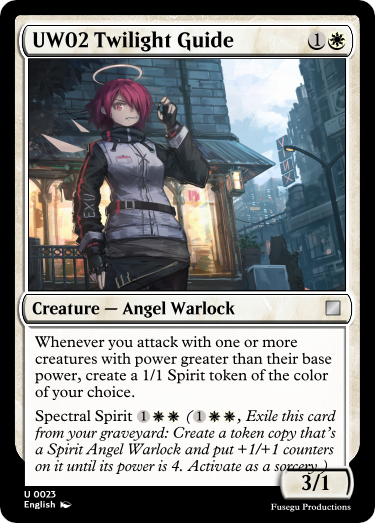 UW02 Twilight Guide
1
EXU
Creature — Angel Warlock
Whenever you attack with one or more
creatures with power greater than their base
power, create a 1/1 Spirit token of the color
of your choice.
Spectral Spirit 1 (1, Exile this card
from your graveyard: Create a token copy that's
a Spirit Angel Warlock and put +1/+1 counters
on it until its power is 4. Activate as a sorcery.)
3/1
U 0023
English
Fusegu Productions